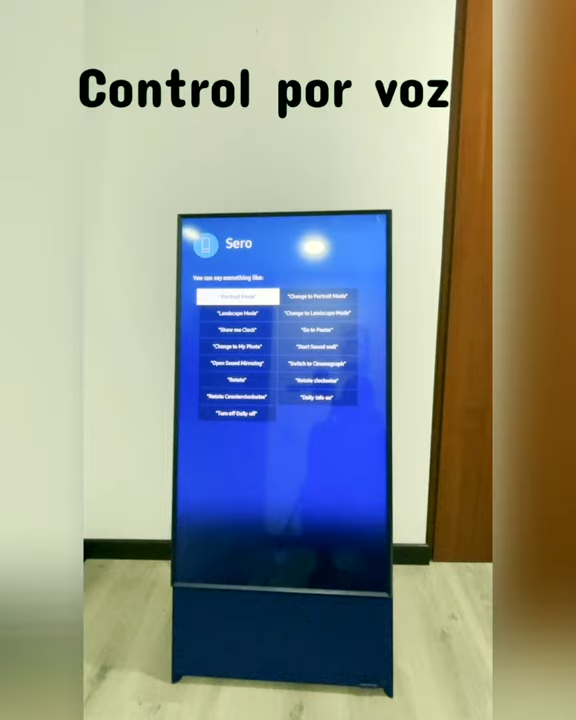 Control por voz
Sero
You can say something like:
"Portrait Mode" "Change to Portrait Mode"
"Landscape Mode" "Change to Landscape Mode"
"Show me Clock" "Go to Poster"
"Change to My Photo" "Start Sound wall"
"Open Sound Mirroring" "Switch to Cinemagraph"
"Rotate" "Rotate clockwise"
"Rotate Counterclockwise" "Daily Info on"
"Turn off Daily off"